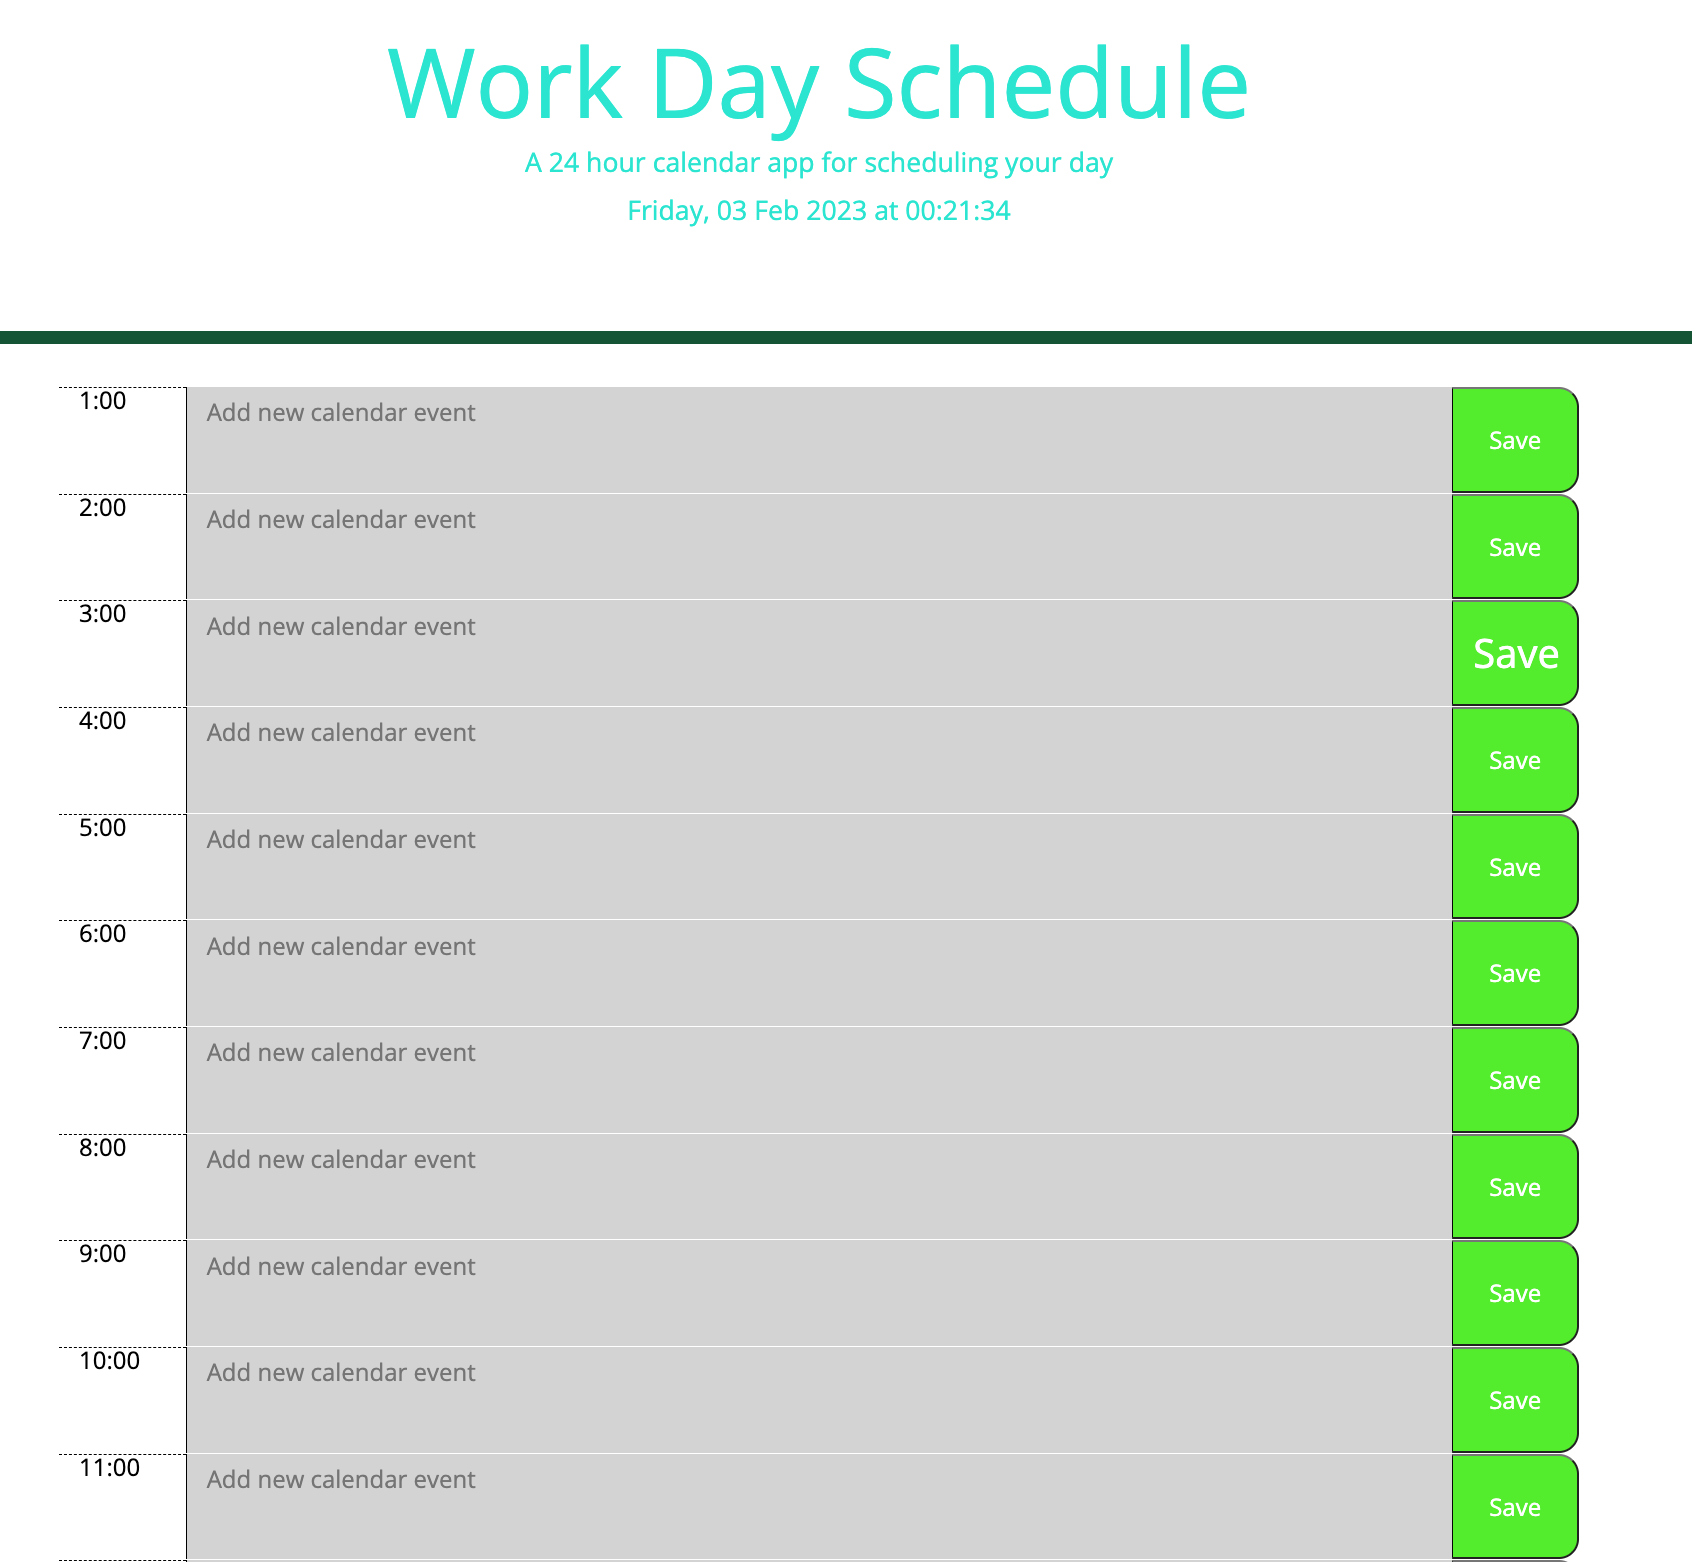 Work Day Schedule
A 24 hour calendar app for scheduling your day
Friday, 03 Feb 2023 at 00:21:34
1:00 Add new calendar event Save
2:00 Add new calendar event Save
3:00 Add new calendar event Save
4:00 Add new calendar event Save
5:00 Add new calendar event Save
6:00 Add new calendar event Save
7:00 Add new calendar event Save
8:00 Add new calendar event Save
9:00 Add new calendar event Save
10:00 Add new calendar event Save
11:00 Add new calendar event Save